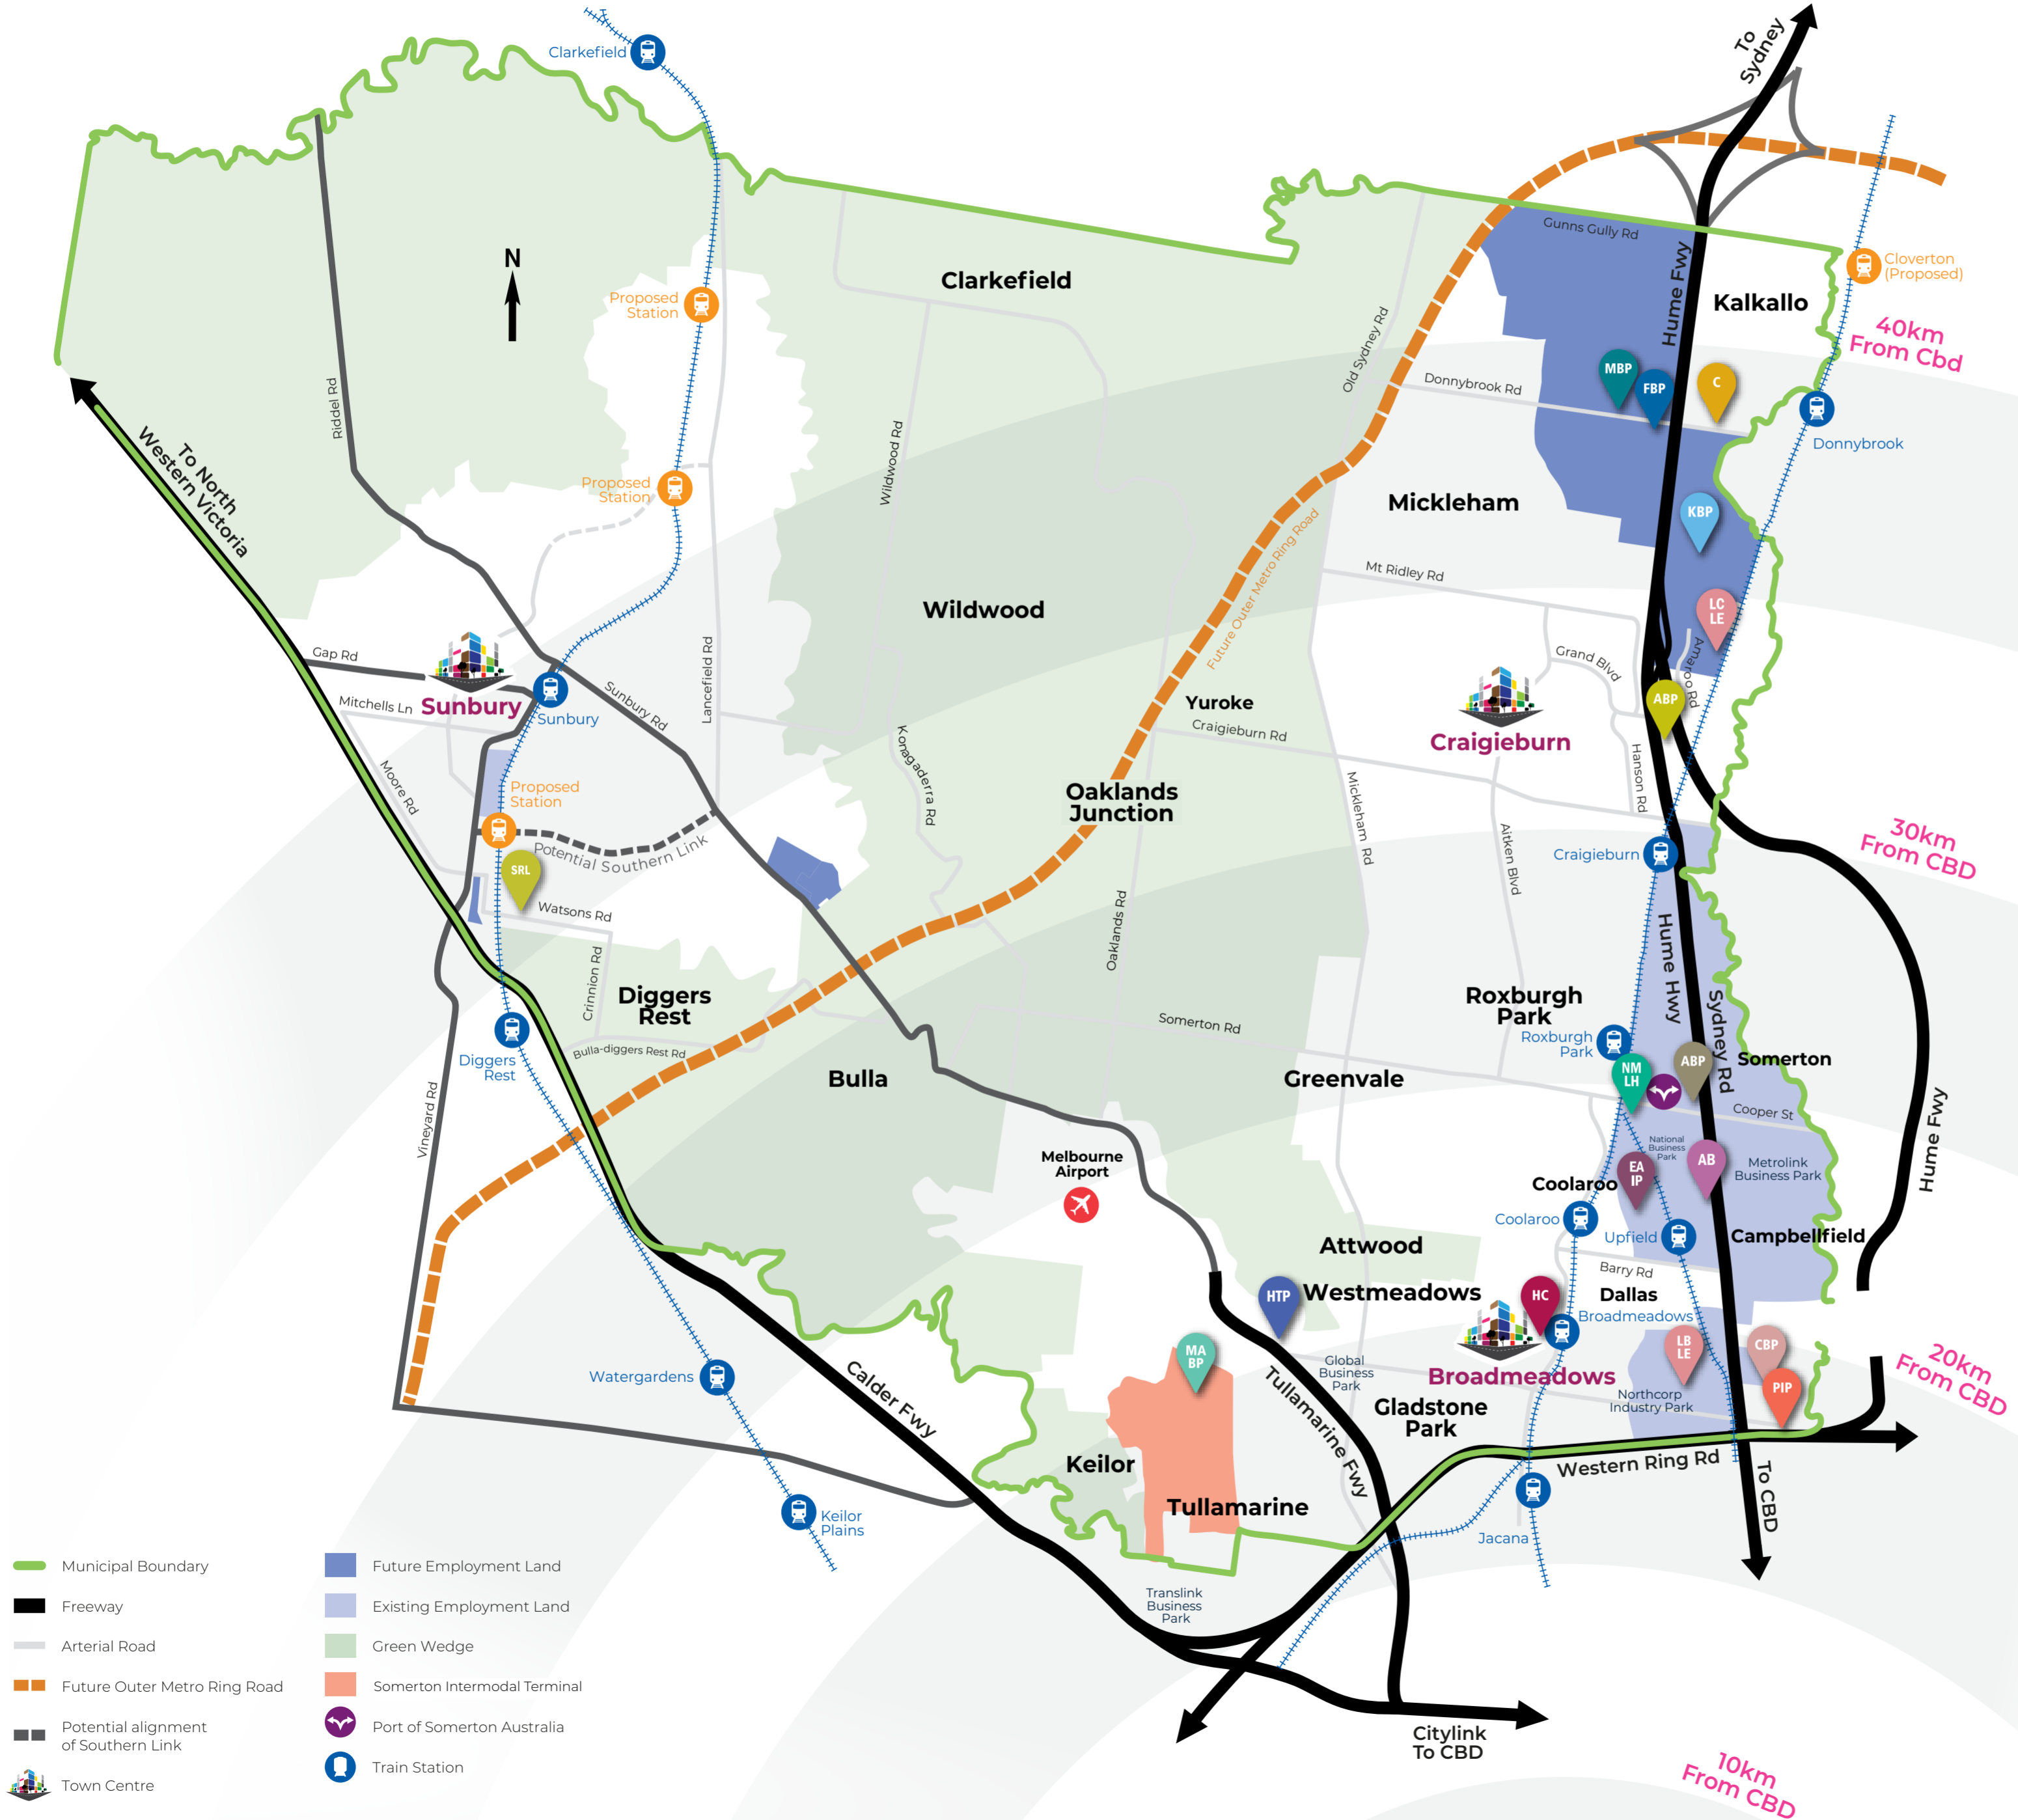 Clarkefield
To
Sydney
N
Gunns Gully Rd
Hume Fwy
Cloverton
(Proposed)
Clarkefield
Kalkallo
Proposed
Station
40km
From Cbd
Riddel Rd
Old Sydney Rd
MBP
FBP
C
Donnybrook Rd
Donnybrook
To North
Western Victoria
Wildwood Rd
Proposed
Station
Mickleham
KBP
Future Outer Metro Ring Road
Mt Ridley Rd
Wildwood
LC
LE
Gap Rd
Grand Blvd
Amaroo Rd
Lancefield Rd
Sunbury Rd
Mitchells Ln
Sunbury
Sunbury
Yuroke
Craigieburn Rd
ABP
Craigieburn
Konagaderra Rd
Moore Rd
Hanson Rd
Mickleham Rd
Proposed
Station
Oaklands
Junction
Potential Southern Link
Aitken Blvd
Craigieburn
30km
From CBD
SRL
Watsons Rd
Oaklands Rd
Hume Hwy
Crinnion Rd
Diggers
Rest
Roxburgh
Park
Sydney Rd
Somerton Rd
Roxburgh
Park
Diggers
Rest
Bulla-diggers Rest Rd
Bulla
Greenvale
NM
LH
ABP
Somerton
Cooper St
Vineyard Rd
Hume Fwy
Melbourne
Airport
National
Business
Park
EA
IP
AB
Metrolink
Business Park
Coolaroo
Coolaroo
Upfield
Campbellfield
Attwood
Barry Rd
HTP
Westmeadows
HC
Dallas
Broadmeadows
MA
BP
LB
LE
CBP
20km
From CBD
Watergardens
Calder Fwy
Tullamarine Fwy
Global
Business
Park
Broadmeadows
PIP
Northcorp
Industry Park
Gladstone
Park
Keilor
Western Ring Rd
To CBD
Tullamarine
Keilor
Plains
Jacana
Translink
Business
Park
Citylink
To CBD
10km
From CBD
Municipal Boundary
Freeway
Arterial Road
Future Outer Metro Ring Road
Potential alignment
of Southern Link
Town Centre
Future Employment Land
Existing Employment Land
Green Wedge
Somerton Intermodal Terminal
Port of Somerton Australia
Train Station